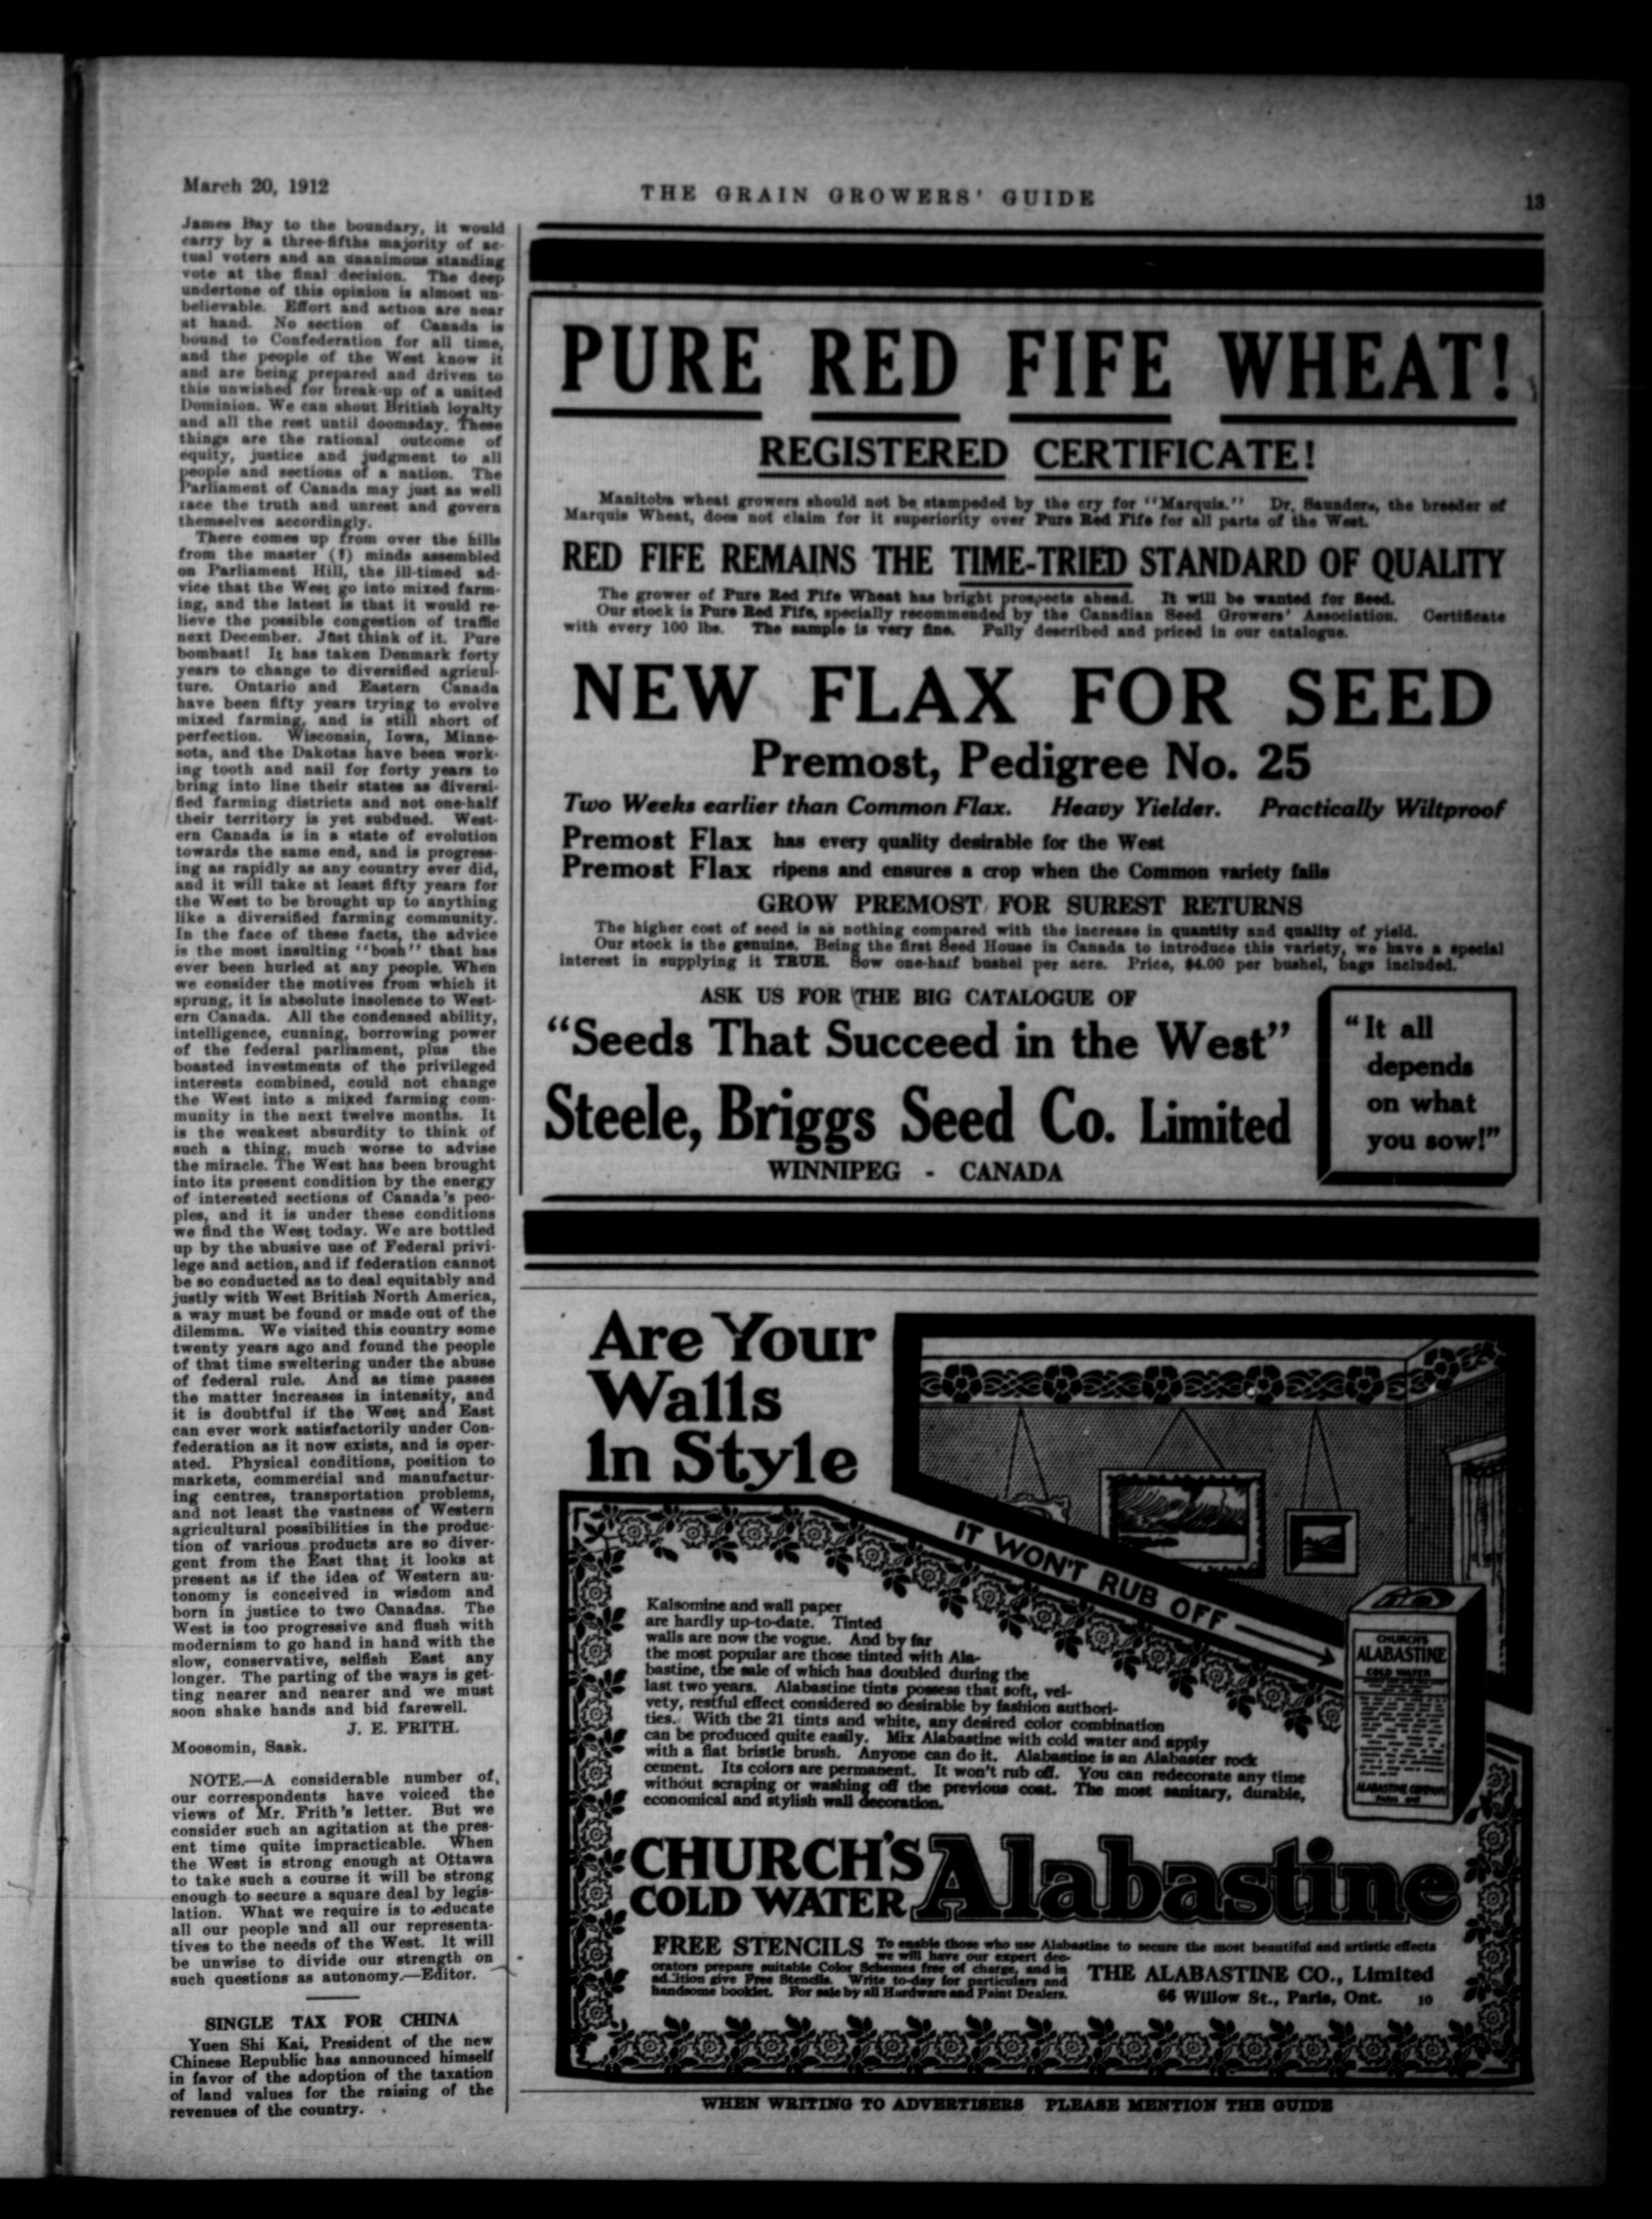 March 20, 1912
THE GRAIN GROWERS' GUIDE
13
James Bay to the boundary, it would
carry by a three-fifths majority of ac-
tual voters and an unanimous standing
vote at the final decision. The deep
undertone of this opinion is almost un-
believable. Effort and action are near
at hand. No section of Canada is
bound to Confederation for all time,
and the people of the West know it
and are being prepared and driven to
this unwished for break-up of a united
Dominion. We can shout British loyalty
and all the rest until doomsday. These
things are the rational outcome of
equity, justice and judgment to all
people and sections of a nation. The
Parliament of Canada may just as well
face the truth and unrest and govern
themselves accordingly.
There comes up from over the hills
from the master (?) minds assembled
on Parliament Hill, the ill-timed ad-
vice that the West go into mixed farm-
ing, and the latest is that it would re-
lieve the possible congestion of traffic
next December. Just think of it. Pure
bombast! It has taken Denmark forty
years to change to diversified agricul-
ture. Ontario and Eastern Canada
have been fifty years trying to evolve
mixed farming, and is still short of
perfection. Wisconsin, Iowa, Minne-
sota, and the Dakotas have been work-
ing tooth and nail for forty years to
bring into line their states as diversi-
fied farming districts and not one-half
their territory is yet subdued. West-
ern Canada is in a state of evolution
towards the same end, and is progress-
ing as rapidly as any country ever did,
and it will take at least fifty years for
the West to be brought up to anything
like a diversified farming community.
In the face of these facts, the advice
is the most insulting "bosh" that has
ever been hurled at any people. When
we consider the motives from which it
sprung, it is absolute insolence to West-
ern Canada. All the condensed ability,
intelligence, cunning, borrowing power
of the federal parliament, plus the
boasted investments of the privileged
interests combined, could not change
the West into a mixed farming com-
munity in the next twelve months. It
is the weakest absurdity to think of
such a thing, much worse to advise
the miracle. The West has been brought
into its present condition by the energy
of interested sections of Canada's peo-
ples, and it is under these conditions
we find the West today. We are bottled
up by the abusive use of Federal privi-
lege and action, and if federation cannot
be so conducted as to deal equitably and
justly with West British North America,
a way must be found or made out of the
dilemma. We visited this country some
twenty years ago and found the people
of that time sweltering under the abuse
of federal rule. And as time passes
the matter increases in intensity, and
it is doubtful if the West and East
can ever work satisfactorily under Con-
federation as it now exists, and is oper-
ated. Physical conditions, position to
markets, commercial and manufactur-
ing centres, transportation problems,
and not least the vastness of Western
agricultural possibilities in the produc-
tion of various products are so diver-
gent from the East that it looks at
present as if the idea of Western au-
tonomy is conceived in wisdom and
born in justice to two Canadas. The
West is too progressive and flush with
modernism to go hand in hand with the
slow, conservative, selfish East any
longer. The parting of the ways is get-
ting nearer and nearer and we must
soon shake hands and bid farewell.
J. E. FRITH.
Moosomin, Sask.
NOTE.—A considerable number of
our correspondents have voiced the
views of Mr. Frith's letter. But we
consider such an agitation at the pres-
ent time quite impracticable. When
the West is strong enough at Ottawa
to take such a course it will be strong
enough to secure a square deal by legis-
lation. What we require is to educate
all our people and all our representa-
tives to the needs of the West. It will
be unwise to divide our strength on
such questions as autonomy.—Editor.
SINGLE TAX FOR CHINA
Yuen Shi Kai, President of the new
Chinese Republic has announced himself
in favor of the adoption of the taxation
of land values for the raising of the
revenues of the country.
PURE RED FIFE WHEAT!
REGISTERED CERTIFICATE!
Manitoba wheat growers should not be stampeded by the cry for "Marquis." Dr. Saunders, the breeder of
Marquis Wheat, does not claim for it superiority over Pure Red Fife for all parts of the West.
RED FIFE REMAINS THE TIME-TRIED STANDARD OF QUALITY
The grower of Pure Red Fife Wheat has bright prospects ahead. It will be wanted for Seed.
Our stock is Pure Red Fife, specially recommended by the Canadian Seed Growers' Association. Certificate
with every 100 lbs. The sample is very fine. Fully described and priced in our catalogue.
NEW FLAX FOR SEED
Premost, Pedigree No. 25
Two Weeks earlier than Common Flax. Heavy Yielder. Practically Wiltproof
Premost Flax has every quality desirable for the West
Premost Flax ripens and ensures a crop when the Common variety fails
GROW PREMOST FOR SUREST RETURNS
The higher cost of seed is as nothing compared with the increase in quantity and quality of yield.
Our stock is the genuine. Being the first Seed House in Canada to introduce this variety, we have a special
interest in supplying it TRUE. Sow one-half bushel per acre. Price, $4.00 per bushel, bags included.
ASK US FOR THE BIG CATALOGUE OF
"Seeds That Succeed in the West"
Steele, Briggs Seed Co. Limited
WINNIPEG - CANADA
"It all
depends
on what
you sow!"
Are Your
Walls
In Style
IT WON'T RUB OFF
Kalsomine and wall paper
are hardly up-to-date. Tinted
walls are now the vogue. And by far
the most popular are those tinted with Ala-
bastine, the sale of which has doubled during the
last two years. Alabastine tints possess that soft, vel-
vety, restful effect considered so desirable by fashion authori-
ties. With the 21 tints and white, any desired color combination
can be produced quite easily. Mix Alabastine with cold water and apply
with a flat bristle brush. Anyone can do it. Alabastine is an Alabaster rock
cement. Its colors are permanent. It won't rub off. You can redecorate any time
without scraping or washing off the previous coat. The most sanitary, durable,
economical and stylish wall decoration.
CHURCH'S
ALABASTINE
COLD WATER
ALABASTINE COMPANY
CHURCH'S
COLD WATER
Alabastine
FREE STENCILS To enable those who use Alabastine to secure the most beautiful and artistic effects
we will have our expert dec-
orators prepare suitable Color Schemes free of charge, and in
addition give Free Stencils. Write to-day for particulars and
handsome booklet. For sale by all Hardware and Paint Dealers.
THE ALABASTINE CO., Limited
66 Willow St., Paris, Ont. 10
WHEN WRITING TO ADVERTISERS PLEASE MENTION THE GUIDE